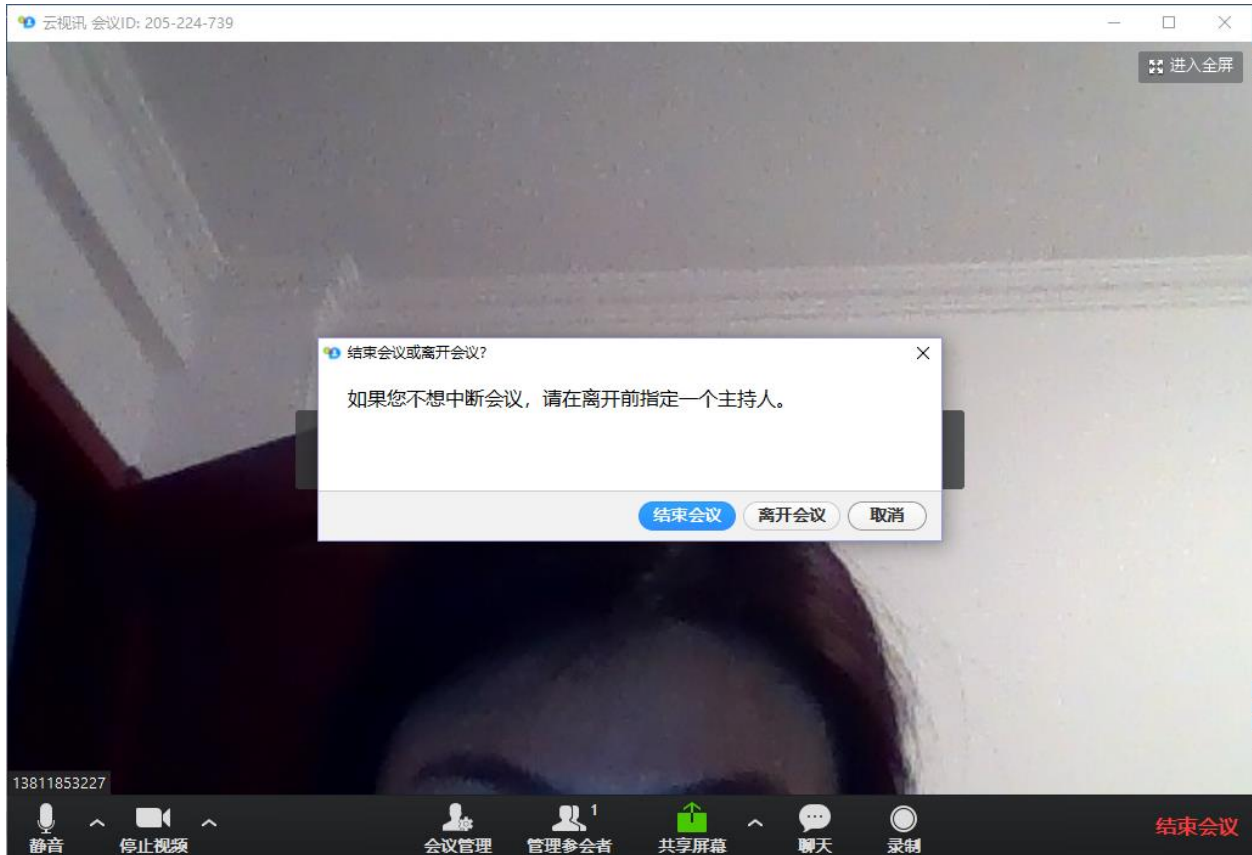 云视讯 会议ID: 205-224-739
进入全屏
结束会议或离开会议?
如果您不想中断会议，请在离开前指定一个主持人。
结束会议 离开会议 取消
13811853227
1
静音 停止视频 会议管理 管理参会者 共享屏幕 聊天 录制 结束会议